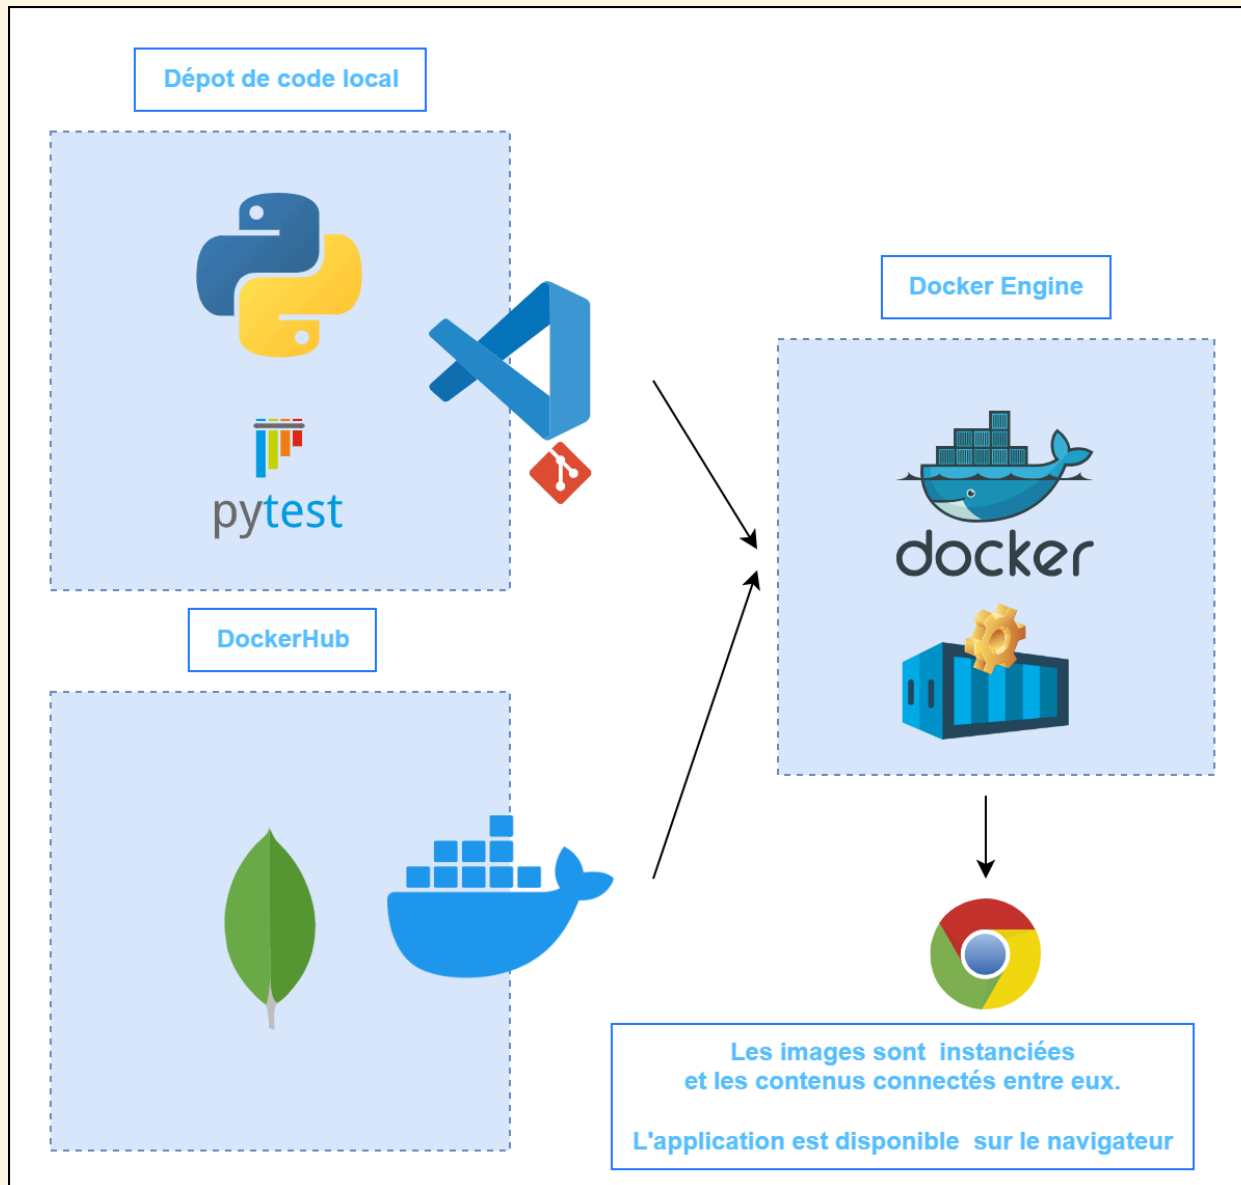 Dépot de code local
pytest
DockerHub
Docker Engine
docker
Les images sont instanciées
et les contenus connectés entre eux.
L'application est disponible sur le navigateur